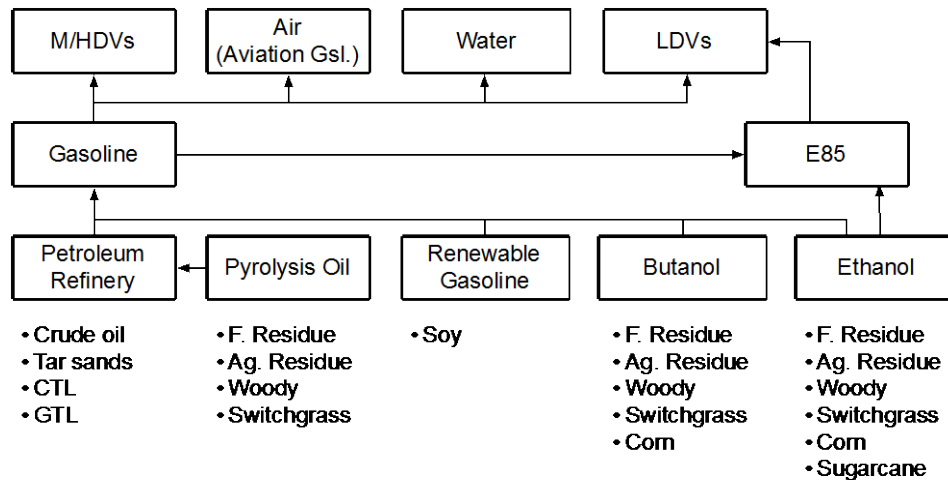 M/HDVs
Air
(Aviation Gsl.)
Water
LDVs
Gasoline
E85
Petroleum
Refinery
Pyrolysis Oil
Renewable
Gasoline
Butanol
Ethanol
• Crude oil
• Tar sands
• CTL
• GTL
• F. Residue
• Ag. Residue
• Woody
• Switchgrass
• Soy
• F. Residue
• Ag. Residue
• Woody
• Switchgrass
• Corn
• F. Residue
• Ag. Residue
• Woody
• Switchgrass
• Corn
• Sugarcane